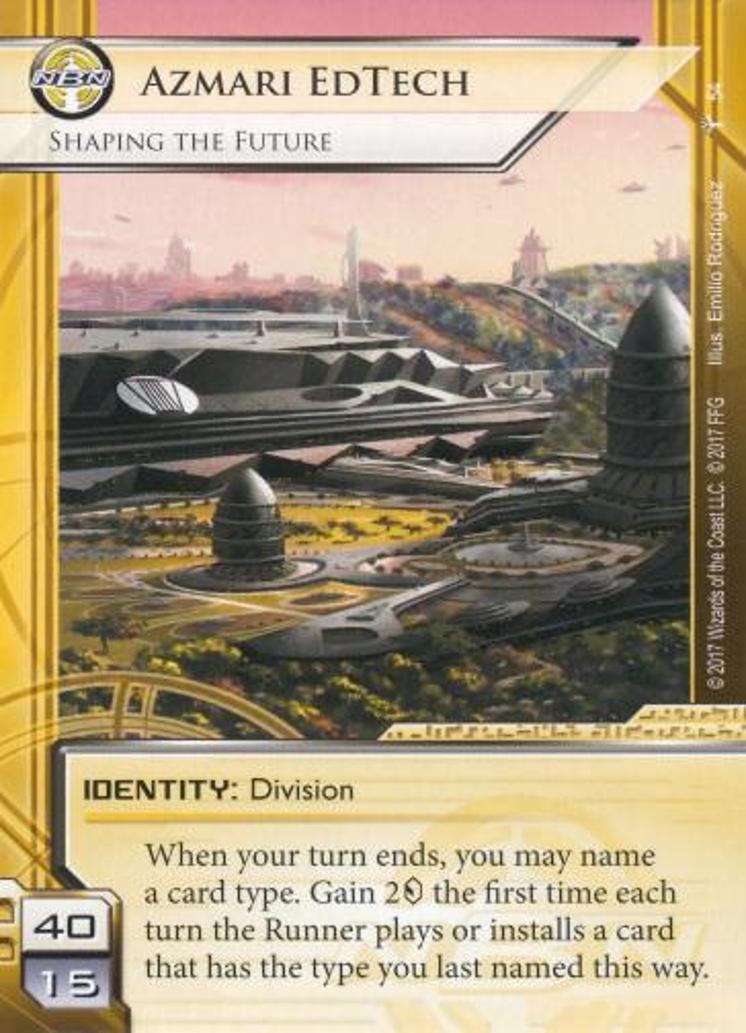 NBN
AZMARI EDTECH
SHAPING THE FUTURE
54
Illus. Emilio Rodríguez
© 2017 Wizards of the Coast LLC. © 2017 FFG
IDENTITY: Division
When your turn ends, you may name
a card type. Gain 2 the first time each
turn the Runner plays or installs a card
that has the type you last named this way.
40
15